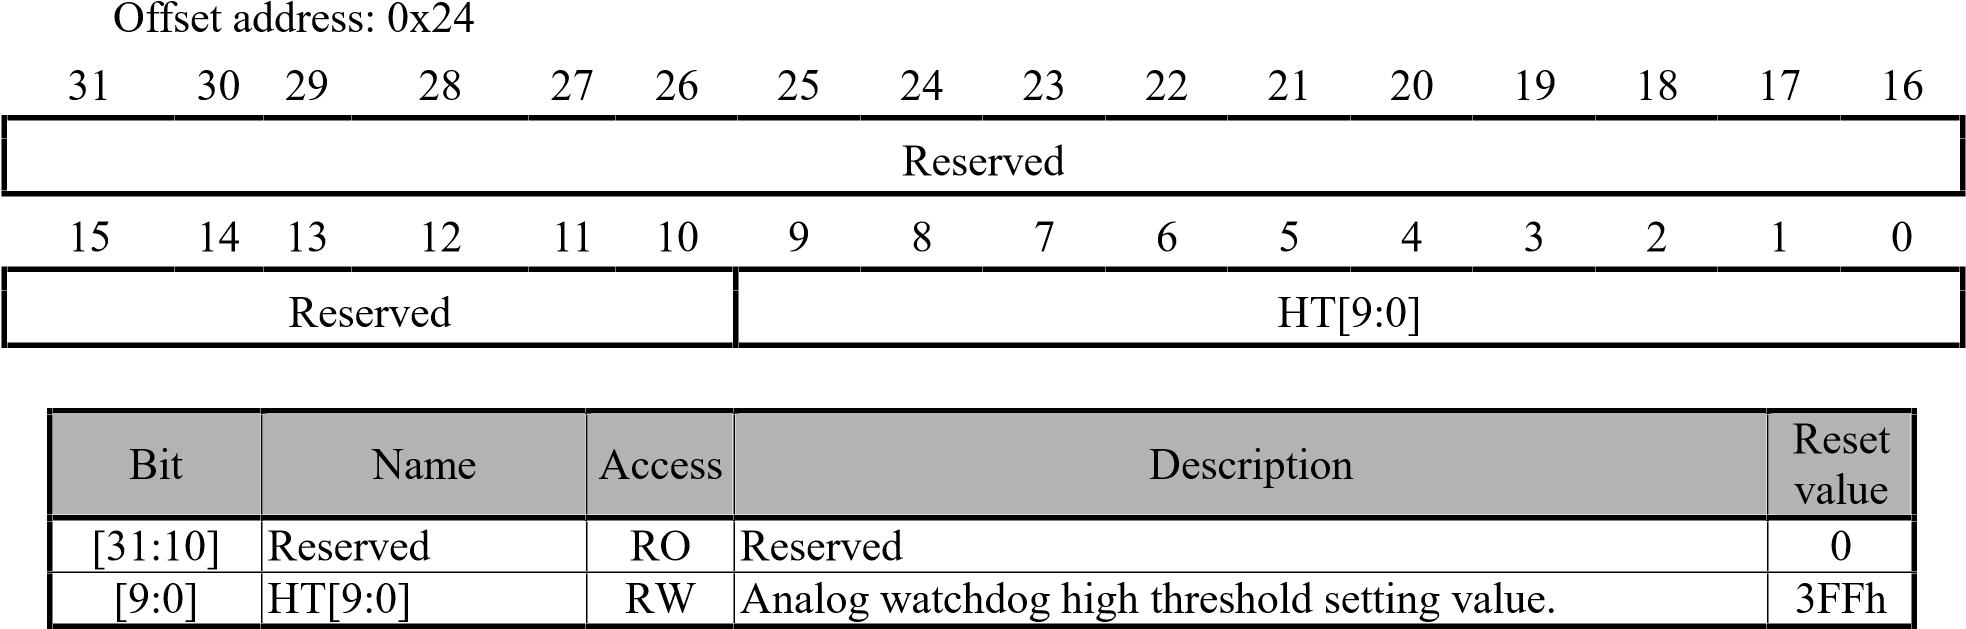 Offset address: 0x24
31 30 29 28 27 26 25 24 23 22 21 20 19 18 17 16
Reserved
15 14 13 12 11 10 9 8 7 6 5 4 3 2 1 0
Reserved HT[9:0]
Bit Name Access Description Reset value
[31:10] Reserved RO Reserved 0
[9:0] HT[9:0] RW Analog watchdog high threshold setting value. 3FFh